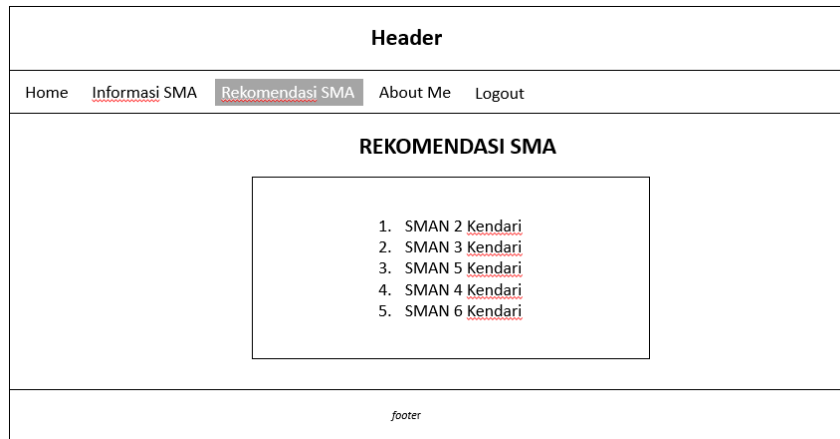 Header
Home Informasi SMA Rekomendasi SMA About Me Logout
REKOMENDASI SMA
1. SMAN 2 Kendari
2. SMAN 3 Kendari
3. SMAN 5 Kendari
4. SMAN 4 Kendari
5. SMAN 6 Kendari
footer